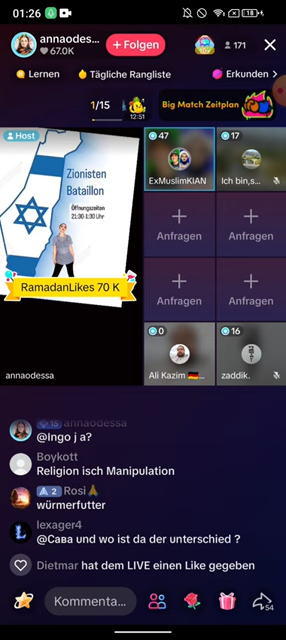 01:26
18
annaodes...
67.0K
+ Folgen
171
Lernen
Tägliche Rangliste
Erkunden
1/15
12:51
Big Match Zeitplan
Host
47
17
Zionisten
Bataillon
Öffnungszeiten
21:30-1:30 Uhr
ExMuslimKIAN
Ich bin,s...
Anfragen
Anfragen
Anfragen
Anfragen
RamadanLikes 70 K
0
16
annaodessa
Ali Kazim
zaddik.
annaodessa
@Ingo j a?
Boykott
Religion isch Manipulation
2 Rosi
würmerfutter
lexager4
@Сава und wo ist da der unterschied ?
Dietmar hat dem LIVE einen Like gegeben
Kommenta...
54